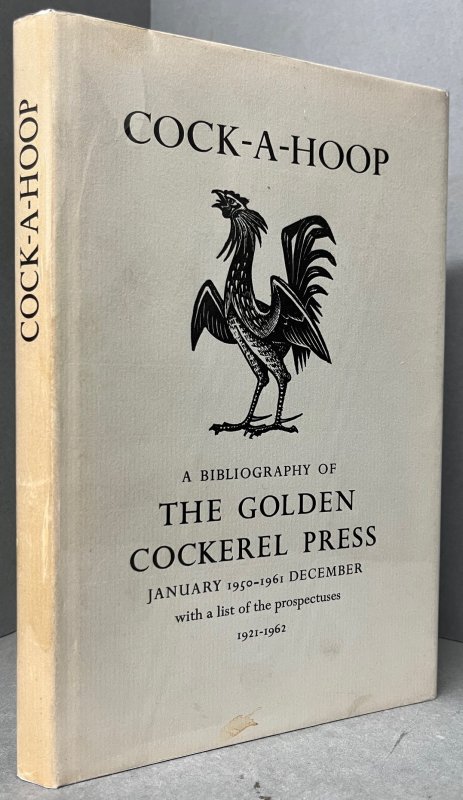 COCK-A-HOOP
COCK-A-HOOP
A BIBLIOGRAPHY OF
THE GOLDEN
COCKEREL PRESS
JANUARY 1950-1961 DECEMBER
with a list of the prospectuses
1921-1962